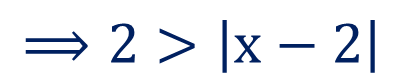 ⟹ 2 > |x − 2|